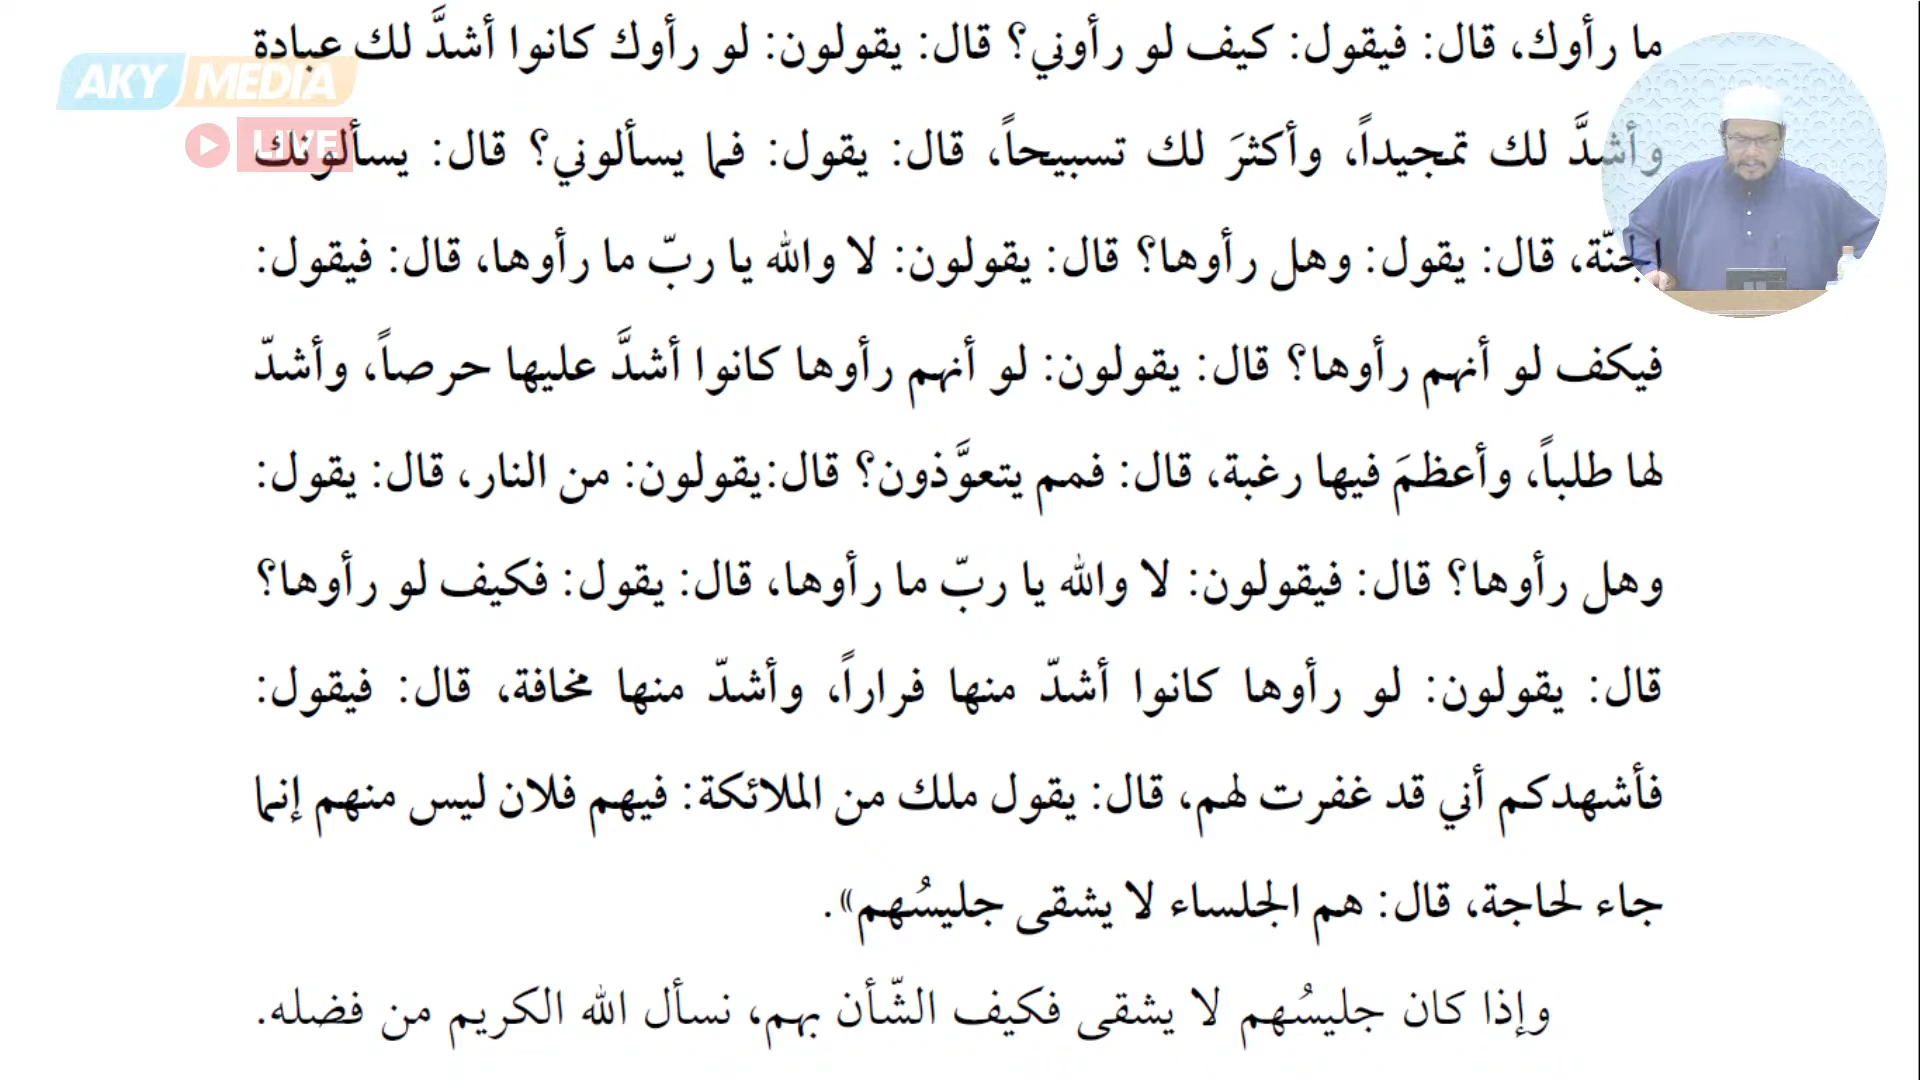 ما رأوك، قال: فيقول: كيف لو رأوني؟ قال: يقولون: لو رأوك كانوا أشدَّ لك عبادة
AKY MEDIA
LIVE
وأشدَّ لك تمجيداً، وأكثرَ لك تسبيحاً، قال: يقول: فما يسألوني؟ قال: يسألونك
الجنّة، قال: يقول: وهل رأوها؟ قال: يقولون: لا والله يا ربّ ما رأوها، قال: فيقول:
فيكف لو أنهم رأوها؟ قال: يقولون: لو أنهم رأوها كانوا أشدَّ عليها حرصاً، وأشدّ
لها طلباً، وأعظمَ فيها رغبة، قال: فمم يتعوَّذون؟ قال:يقولون: من النار، قال: يقول:
وهل رأوها؟ قال: فيقولون: لا والله يا ربّ ما رأوها، قال: يقول: فكيف لو رأوها؟
قال: يقولون: لو رأوها كانوا أشدّ منها فراراً، وأشدّ منها مخافة، قال: فيقول:
فأشهدكم أني قد غفرت لهم، قال: يقول ملك من الملائكة: فيهم فلان ليس منهم إنما
جاء لحاجة، قال: هم الجلساء لا يشقى جليسُهم».
وإذا كان جليسُهم لا يشقى فكيف الشّأن بهم، نسأل الله الكريم من فضله.